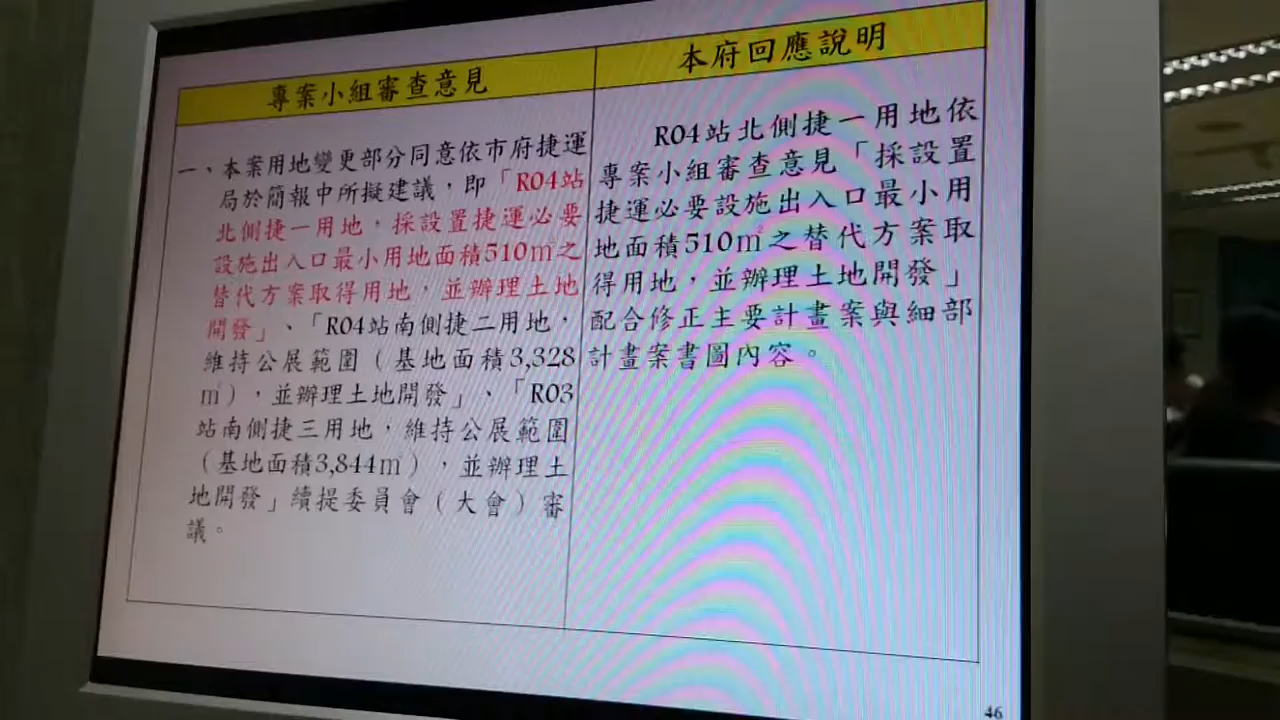 專案小組審查意見
一、本案用地變更部分同意依市府捷運
局於簡報中所擬建議，即「R04站
北側捷一用地，採設置捷運必要
設施出入口最小用地面積510㎡之
替代方案取得用地，並辦理土地
開發」、「R04站南側捷二用地，
維持公展範圍（基地面積3,328
㎡），並辦理土地開發」、「R03
站南側捷三用地，維持公展範圍
（基地面積3,844㎡），並辦理土
地開發」續提委員會（大會）審
議。
本府回應說明
R04站北側捷一用地依
專案小組審查意見「採設置
捷運必要設施出入口最小用
地面積510㎡之替代方案取
得用地，並辦理土地開發」
配合修正主要計畫案與細部
計畫案書圖內容。
46